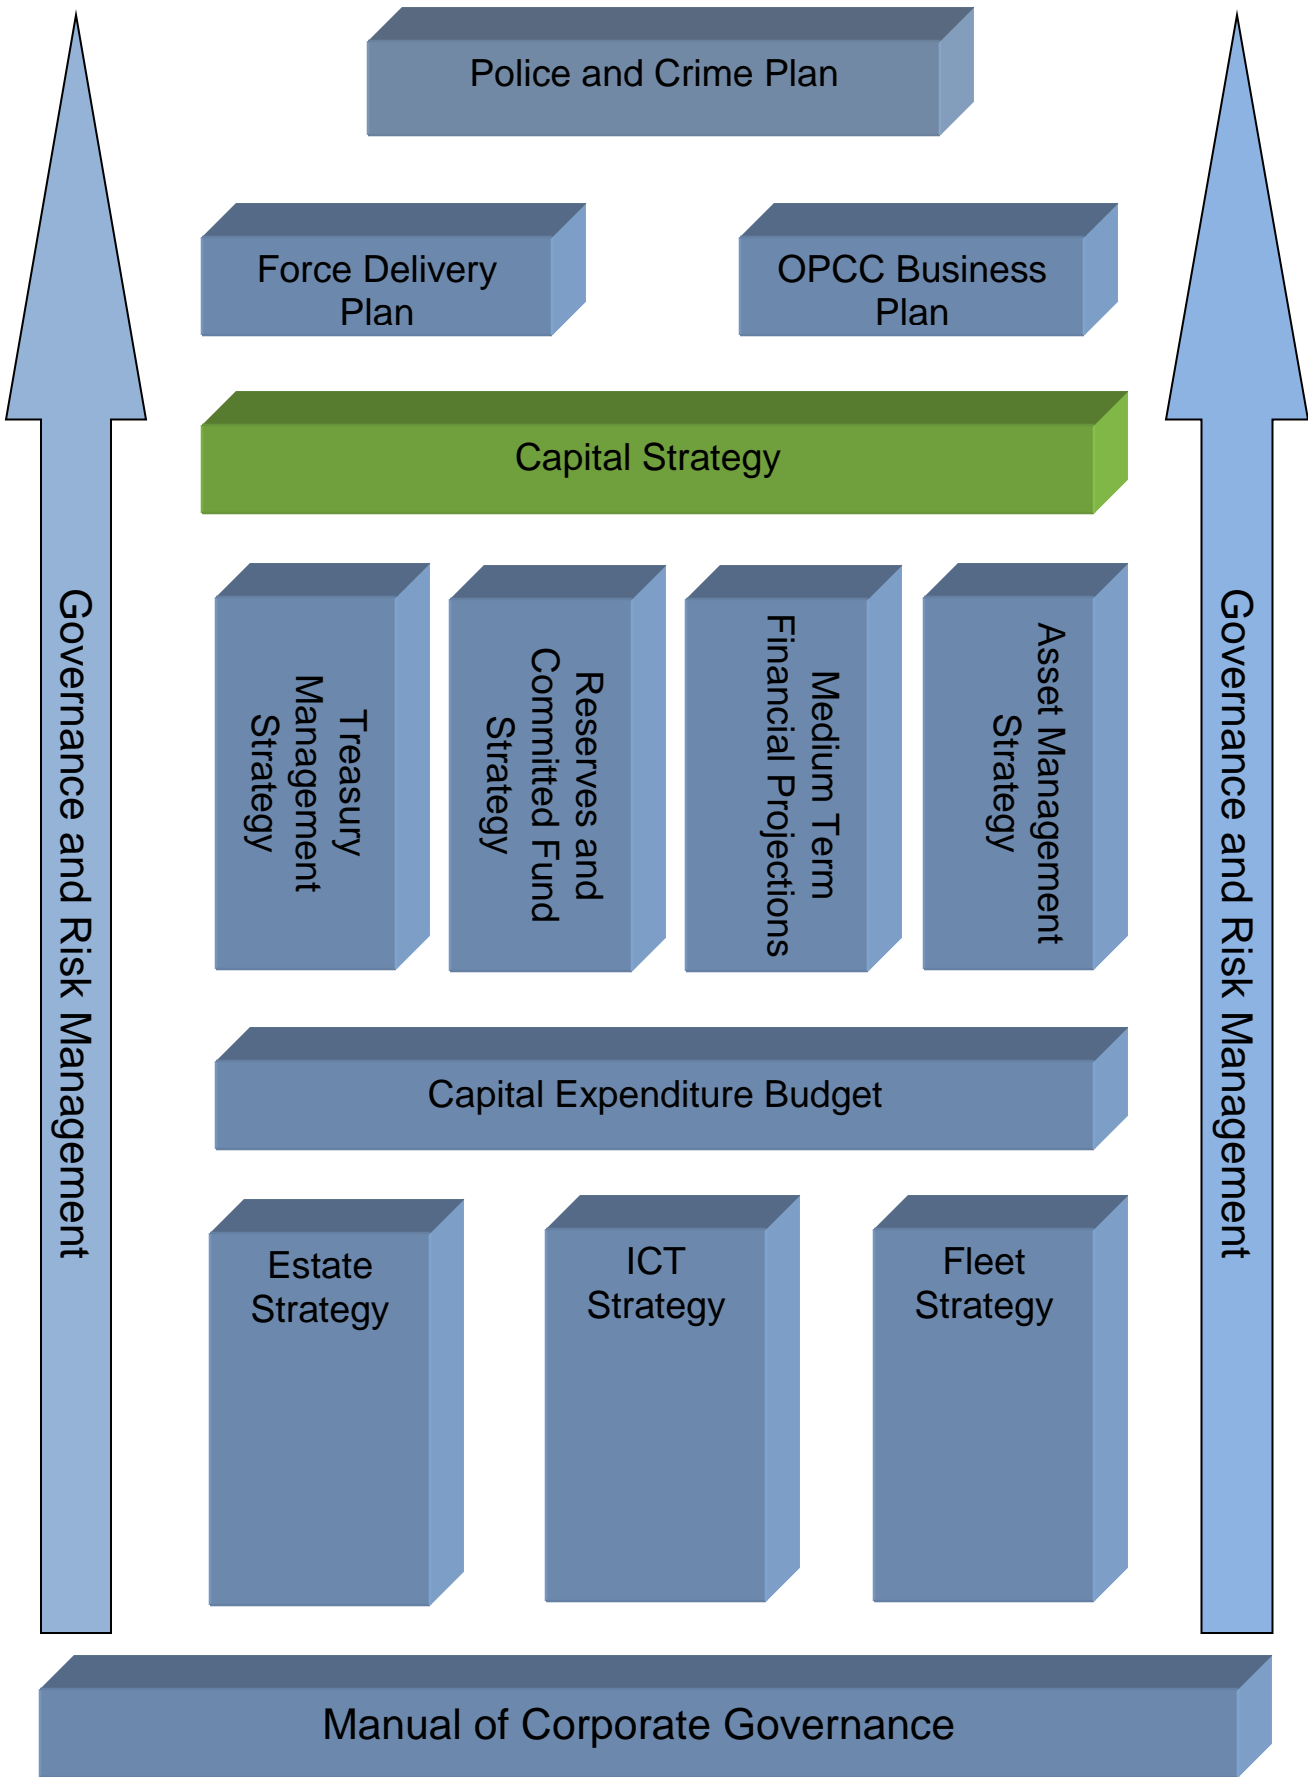 Police and Crime Plan
Force Delivery
Plan
OPCC Business
Plan
Capital Strategy
Governance and Risk Management
Treasury
Management
Strategy
Reserves and
Committed Fund
Strategy
Medium Term
Financial Projections
Asset Management
Strategy
Governance and Risk Management
Capital Expenditure Budget
Estate
Strategy
ICT
Strategy
Fleet
Strategy
Manual of Corporate Governance